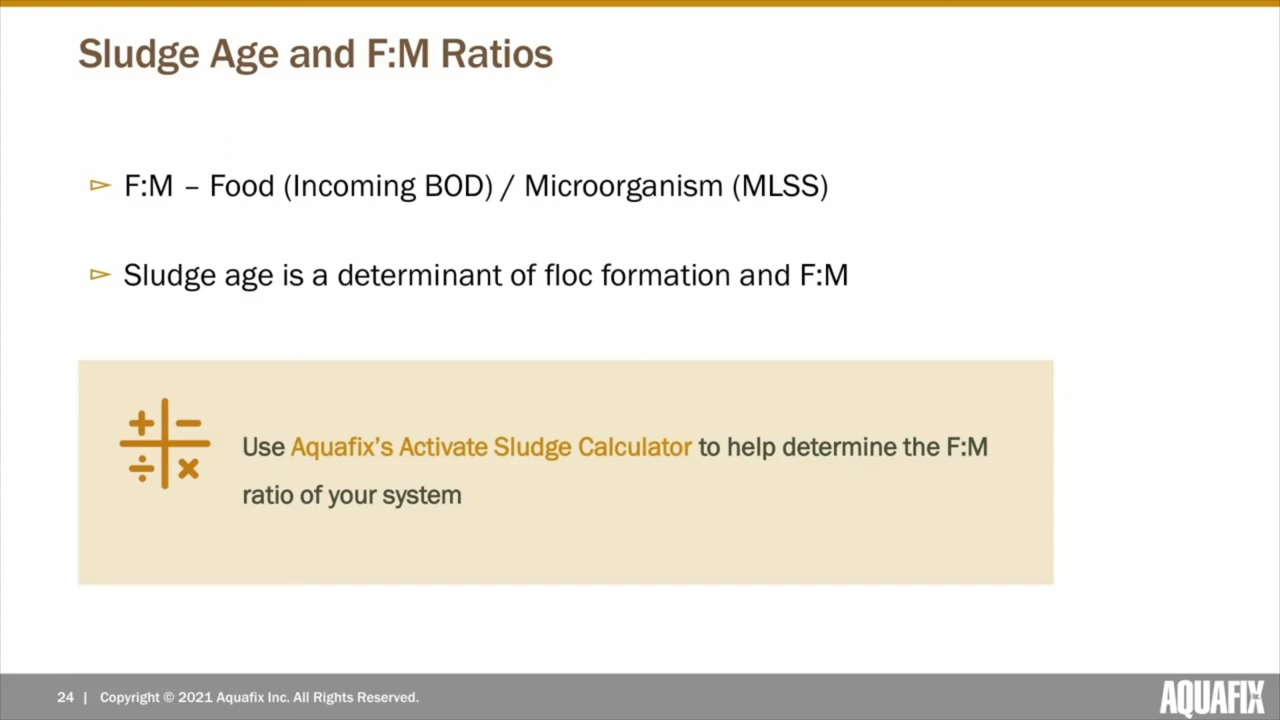 Sludge Age and F:M Ratios
F:M – Food (Incoming BOD) / Microorganism (MLSS)
Sludge age is a determinant of floc formation and F:M
Use Aquafix’s Activate Sludge Calculator to help determine the F:M
ratio of your system
24 | Copyright © 2021 Aquafix Inc. All Rights Reserved.
AQUAFIX INC.